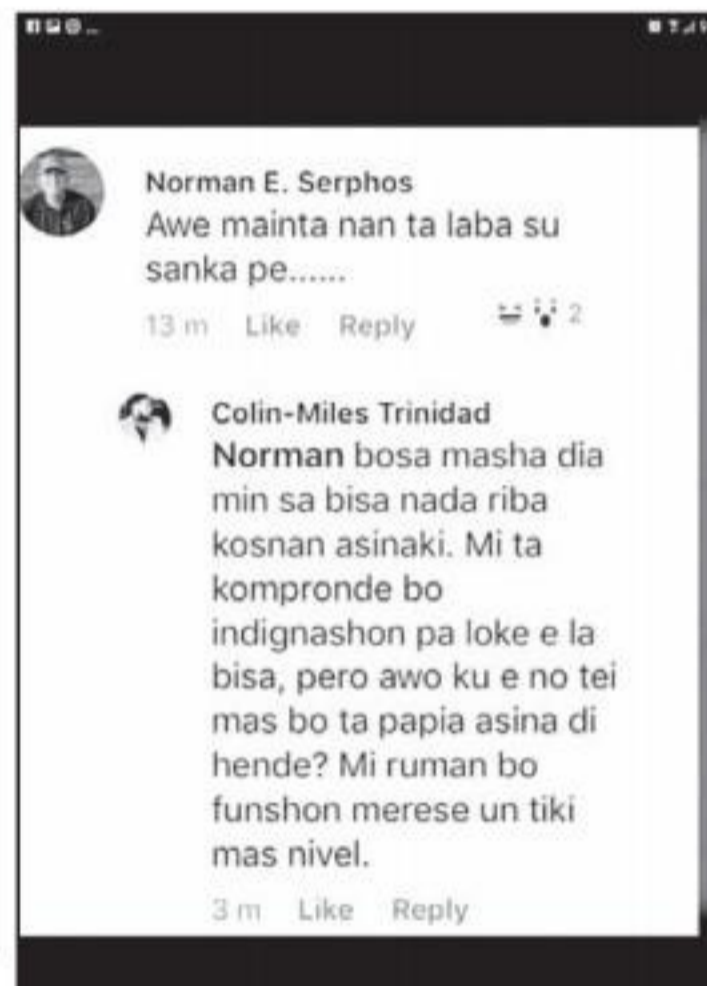 Norman E. Serphos
Awe mainta nan ta laba su
sanka pe......
13 m Like Reply 2
Colin-Miles Trinidad
Norman bosa masha dia
min sa bisa nada riba
kosnan asinaki. Mi ta
kompronde bo
indignashon pa loke e la
bisa, pero awo ku e no tei
mas bo ta papia asina di
hende? Mi ruman bo
funshon merese un tiki
mas nivel.
3 m Like Reply